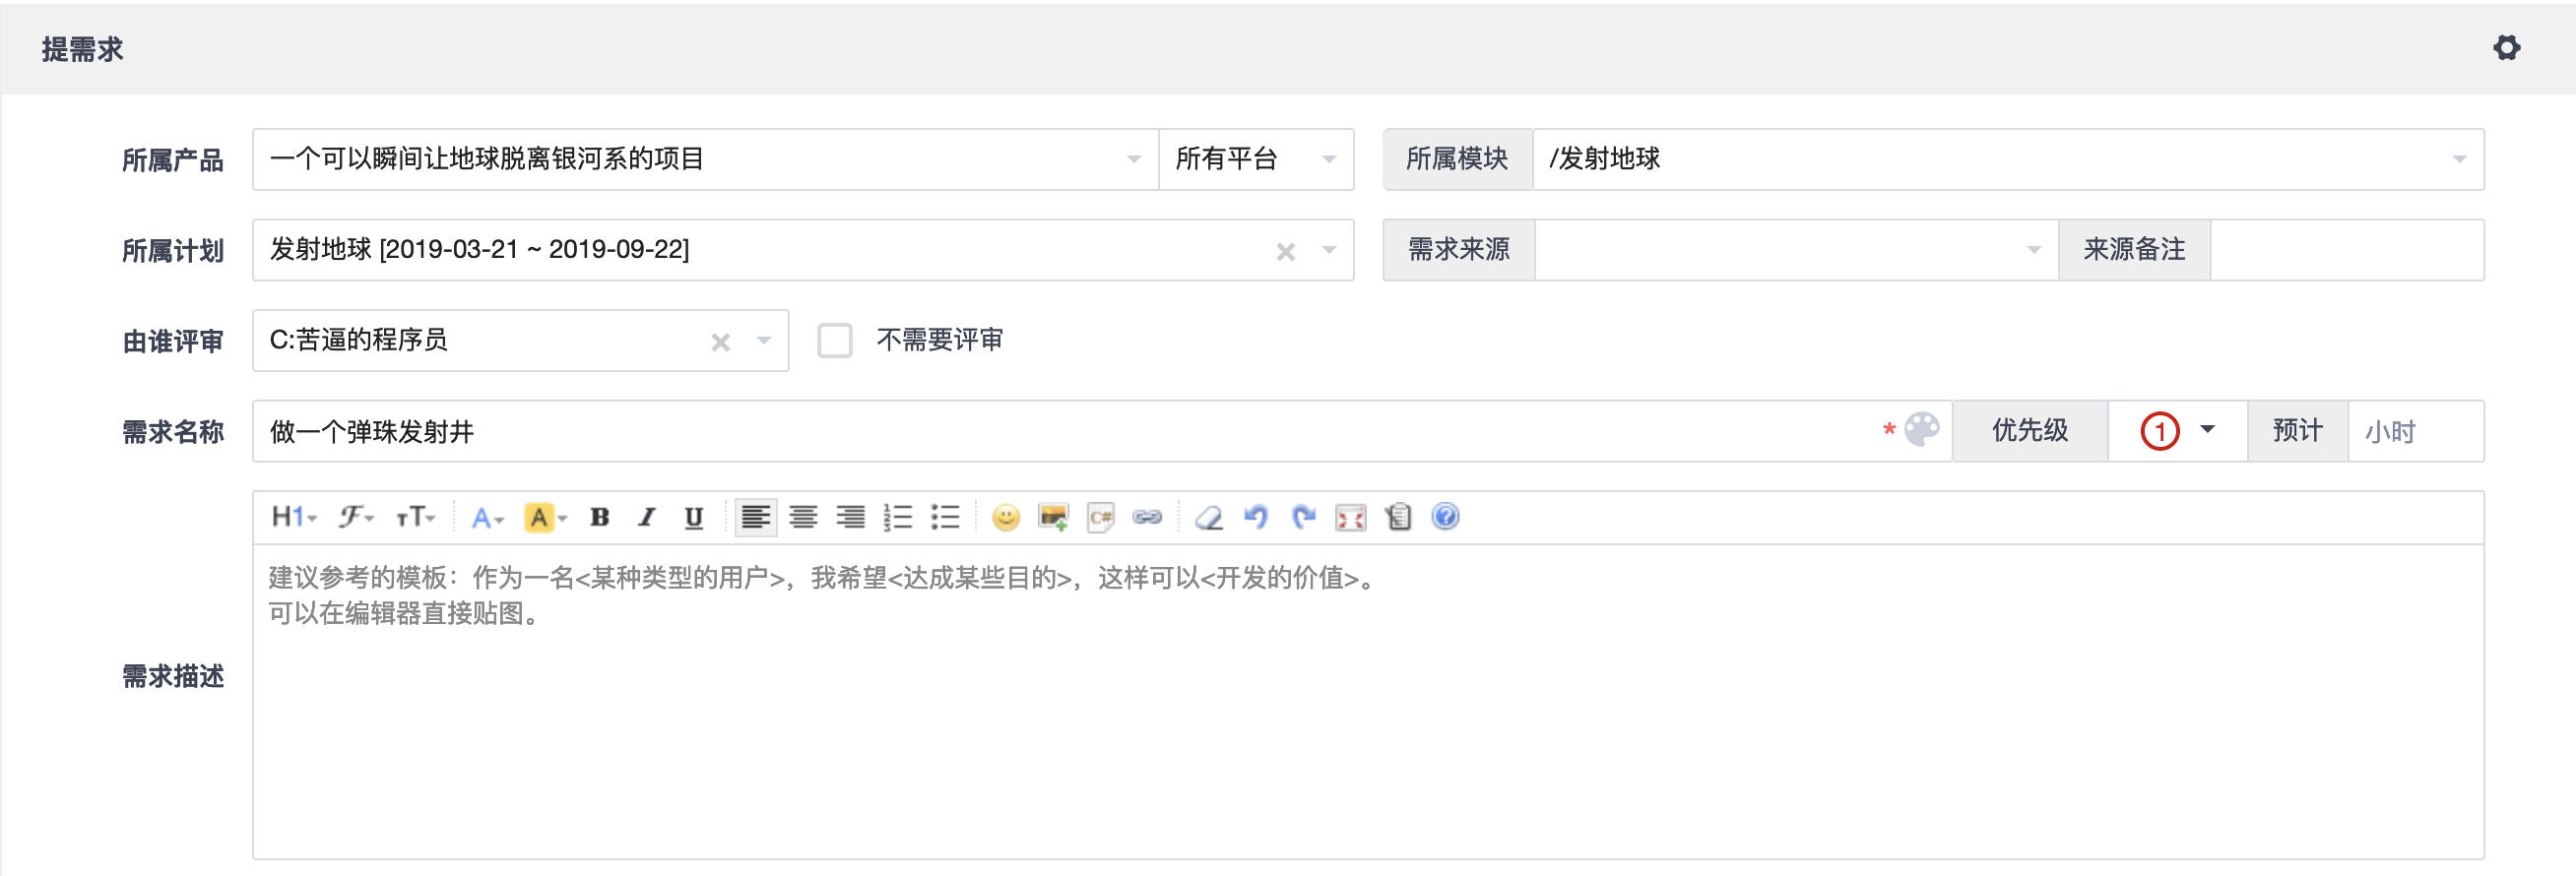 提需求
所属产品 一个可以瞬间让地球脱离银河系的项目 所有平台 所属模块 /发射地球
所属计划 发射地球 [2019-03-21 ~ 2019-09-22] 需求来源 来源备注
由谁评审 C:苦逼的程序员 不需要评审
需求名称 做一个弹珠发射井 * 优先级 1 预计 小时
H1 F TT A A B I U C#
建议参考的模板：作为一名<某种类型的用户>，我希望<达成某些目的>，这样可以<开发的价值>。
可以在编辑器直接贴图。
需求描述